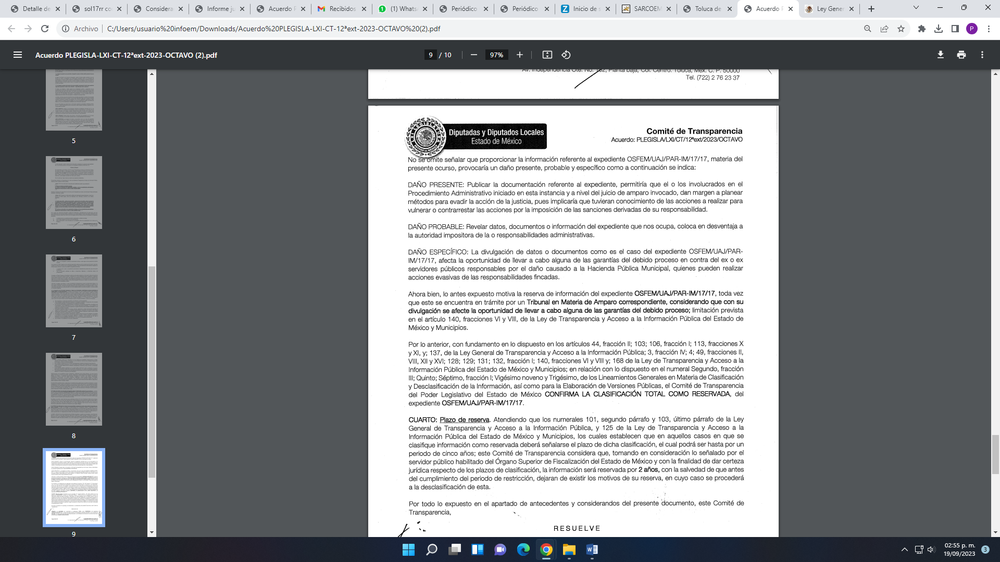 Detalle de
sol17rr co
Considera
Informe ju
Acuerdo P
Recibidos
(1) Whats
Periódico
Periódico
Inicio de s
SARCOEM
Toluca de
Acuerdo P
Ley Gener
Archivo
C:/Users/usuario%20infoem/Downloads/Acuerdo%20PLEGISLA-LXI-CT-12ªext-2023-OCTAVO%20(2).pdf
P
Acuerdo PLEGISLA-LXI-CT-12ªext-2023-OCTAVO (2).pdf
9 / 10
97%
5
6
7
8
9
Av. Independencia Ote. No. 102, Planta baja, Col. Centro. Toluca, Méx. C. P. 50000
Tel. (722) 2 76 23 37
LXI LEGISLATURA
Diputadas y Diputados Locales
Estado de México
Comité de Transparencia
Acuerdo: PLEGISLA/LXI/CT/12ªext/2023/OCTAVO
No se omite señalar que proporcionar la información referente al expediente OSFEM/UAJ/PAR-IM/17/17, materia del
presente ocurso, provocaría un daño presente, probable y específico como a continuación se indica:
DAÑO PRESENTE: Publicar la documentación referente al expediente, permitiría que el o los involucrados en el
Procedimiento Administrativo iniciado en esta instancia y a nivel del juicio de amparo invocado, dan margen a planear
métodos para evadir la acción de la justicia, pues implicaría que tuvieran conocimiento de las acciones a realizar para
vulnerar o contrarrestar las acciones por la imposición de las sanciones derivadas de su responsabilidad.
DAÑO PROBABLE: Revelar datos, documentos o información del expediente que nos ocupa, coloca en desventaja a
la autoridad impositora de la o responsabilidades administrativas.
DAÑO ESPECÍFICO: La divulgación de datos o documentos como es el caso del expediente OSFEM/UAJ/PAR-
IM/17/17, afecta la oportunidad de llevar a cabo alguna de las garantías del debido proceso en contra del ex o ex
servidores públicos responsables por el daño causado a la Hacienda Pública Municipal, quienes pueden realizar
acciones evasivas de las responsabilidades fincadas.
Ahora bien, lo antes expuesto motiva la reserva de información del expediente OSFEM/UAJ/PAR-IM/17/17, toda vez
que este se encuentra en trámite por un Tribunal en Materia de Amparo correspondiente, considerando que con su
divulgación se afecte la oportunidad de llevar a cabo alguna de las garantías del debido proceso; limitación prevista
en el artículo 140, fracciones VI y VIII, de la Ley de Transparencia y Acceso a la Información Pública del Estado de
México y Municipios.
Por lo anterior, con fundamento en lo dispuesto en los artículos 44, fracción II; 103; 106, fracción I; 113, fracciones X
y XI, y; 137, de la Ley General de Transparencia y Acceso a la Información Pública; 3, fracción IV; 4; 49, fracciones II,
VIII, XII y XVI; 128; 129; 131; 132, fracción I; 140, fracciones VI y VIII y; 168 de la Ley de Transparencia y Acceso a la
Información Pública del Estado de México y Municipios; en relación con lo dispuesto en el numeral Segundo, fracción
III; Quinto; Séptimo, fracción I; Vigésimo noveno y Trigésimo, de los Lineamientos Generales en Materia de Clasificación
y Desclasificación de la Información, así como para la Elaboración de Versiones Públicas, el Comité de Transparencia
del Poder Legislativo del Estado de México CONFIRMA LA CLASIFICACIÓN TOTAL COMO RESERVADA, del
expediente OSFEM/UAJ/PAR-IM/17/17.
CUARTO: Plazo de reserva. Atendiendo que los numerales 101, segundo párrafo y 103, último párrafo de la Ley
General de Transparencia y Acceso a la Información Pública, y 125 de la Ley de Transparencia y Acceso a la
Información Pública del Estado de México y Municipios, los cuales establecen que en aquellos casos en que se
clasifique información como reservada deberá señalarse el plazo de dicha clasificación, el cual podrá ser hasta por un
periodo de cinco años; este Comité de Transparencia considera que, tomando en consideración lo señalado por el
servidor público habilitado del Órgano Superior de Fiscalización del Estado de México y con la finalidad de dar certeza
jurídica respecto de los plazos de clasificación, la información será reservada por 2 años, con la salvedad de que antes
del cumplimiento del periodo de restricción, dejaran de existir los motivos de su reserva, en cuyo caso se procederá
a la desclasificación de esta.
Por todo lo expuesto en el apartado de antecedentes y considerandos del presente documento, este Comité de
Transparencia,
RESUELVE
02:55 p. m.
19/09/2023
3